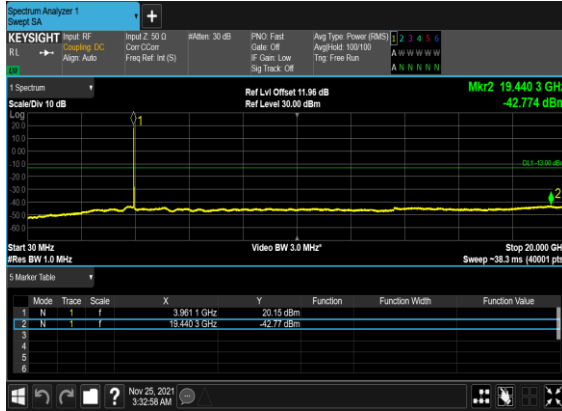 Spectrum Analyzer 1
Swept SA
+
KEYSIGHT Input: RF Input Z: 50 Ω #Atten: 30 dB PNO: Fast Avg Type: Power (RMS) 1 2 3 4 5 6
RL Coupling: DC Corr CCorr Gate: Off Avg|Hold: 100/100 A W W W W W
Align: Auto Freq Ref: Int (S) IF Gain: Low Trig: Free Run
Sig Track: Off A N N N N N
1 Spectrum Ref Lvl Offset 11.96 dB Mkr2 19.440 3 GHz
Scale/Div 10 dB Ref Level 30.00 dBm -42.774 dBm
Log
20.0
10.0
0.00
-10.0
DL1 -13.00 dBm
-20.0
-30.0
-40.0
-50.0
-60.0
1
2
Start 30 MHz Video BW 3.0 MHz* Stop 20.000 GHz
#Res BW 1.0 MHz Sweep ~38.3 ms (40001 pts)
5 Marker Table
Mode Trace Scale X Y Function Function Width Function Value
1 N 1 f 3.961 1 GHz 20.15 dBm
2 N 1 f 19.440 3 GHz -42.77 dBm
3
4
5
6
? Nov 25, 2021
3:32:58 AM